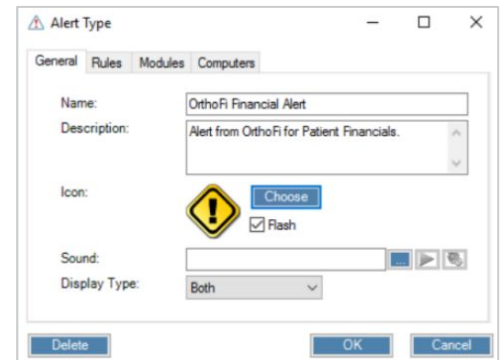 Alert Type
General Rules Modules Computers
Name: OrthoFi Financial Alert
Description: Alert from OrthoFi for Patient Financials.
Icon: Choose
Flash
Sound: ...
Display Type: Both
Delete OK Cancel